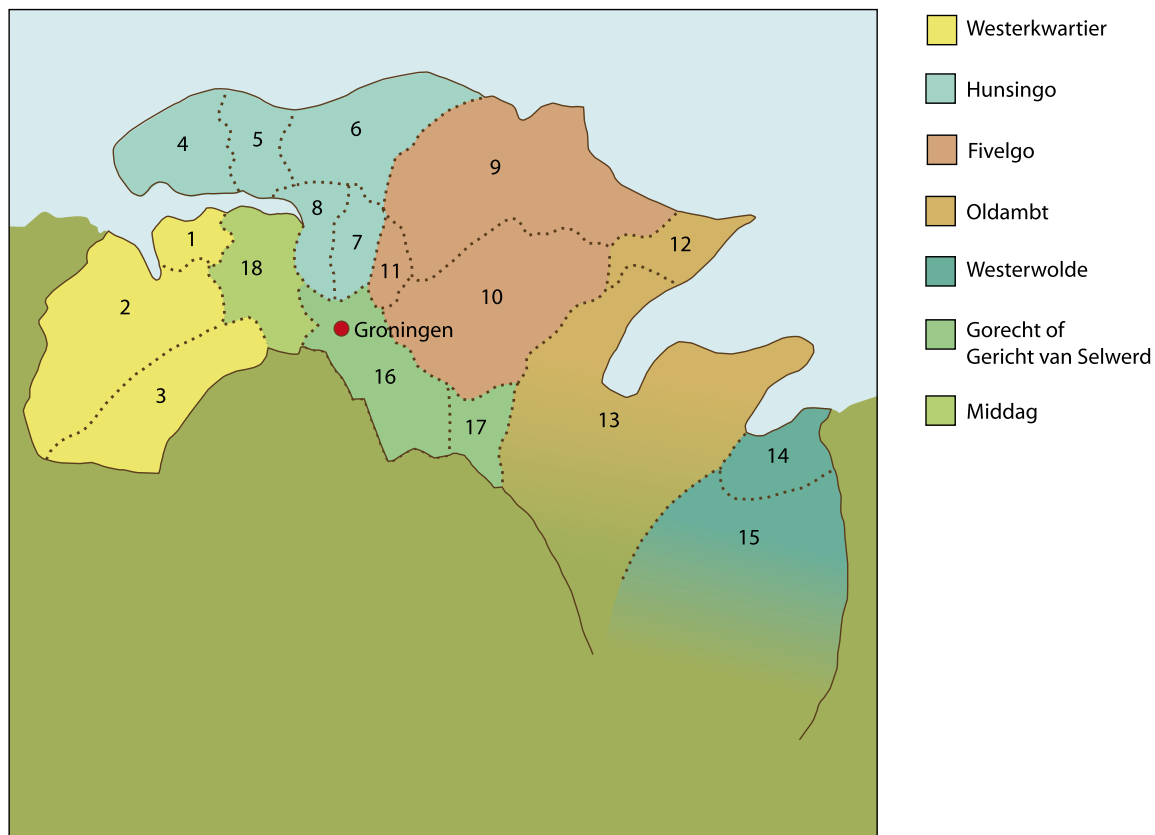 4
5
6
9
8
7
1
18
11
12
2
10
Groningen
16
3
17
13
14
15
Westerkwartier
Hunsingo
Fivelgo
Oldambt
Westerwolde
Gorecht of
Gericht van Selwerd
Middag